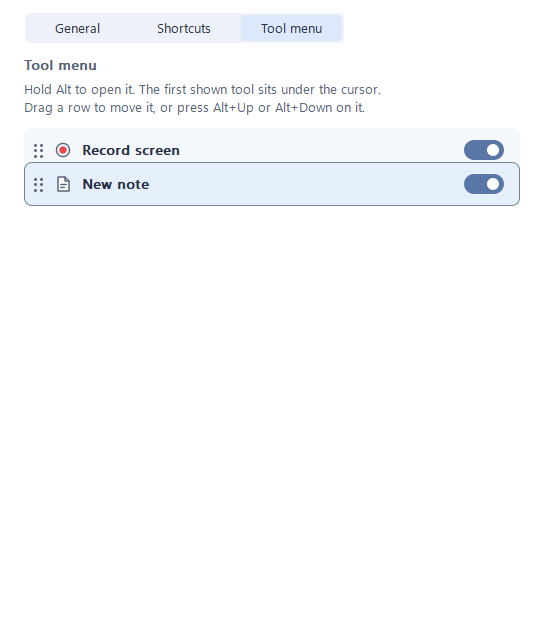 General
Shortcuts
Tool menu
Tool menu
Hold Alt to open it. The first shown tool sits under the cursor.
Drag a row to move it, or press Alt+Up or Alt+Down on it.
Record screen
New note